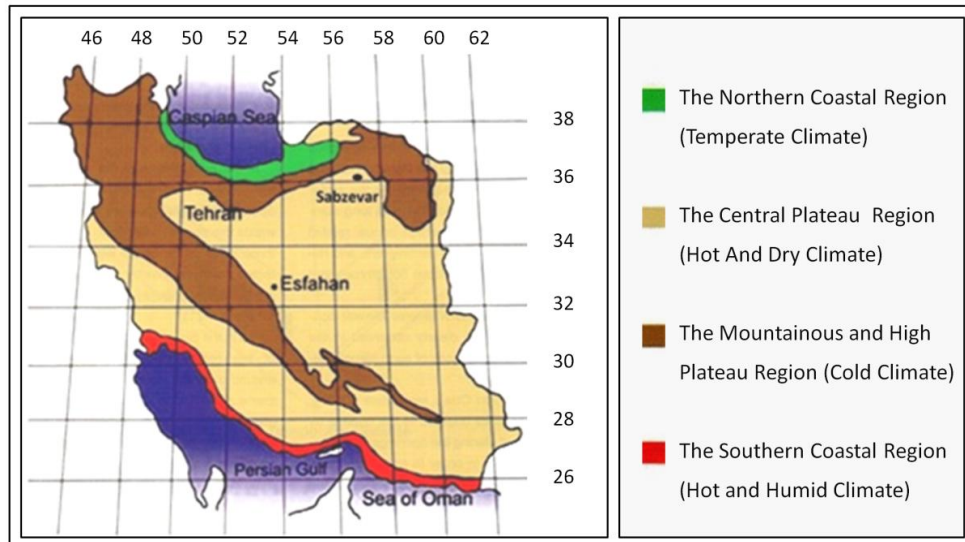 46 48 50 52 54 56 58 60 62
Caspian Sea
38
36
Sabzevar
Tehran
34
Esfahan
32
30
28
Persian Gulf
26
Sea of Oman
The Northern Coastal Region
(Temperate Climate)
The Central Plateau Region
(Hot And Dry Climate)
The Mountainous and High
Plateau Region (Cold Climate)
The Southern Coastal Region
(Hot and Humid Climate)